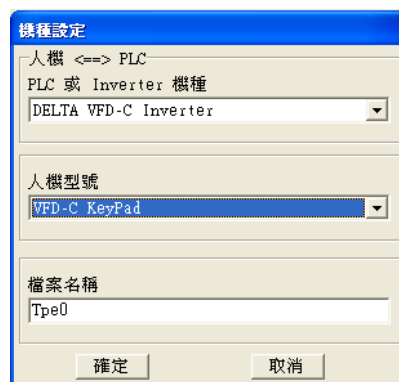 機種設定
人機 <==> PLC
PLC 或 Inverter 機種
DELTA VFD-C Inverter
人機型號
VFD-C KeyPad
檔案名稱
Tpe0
確定 取消